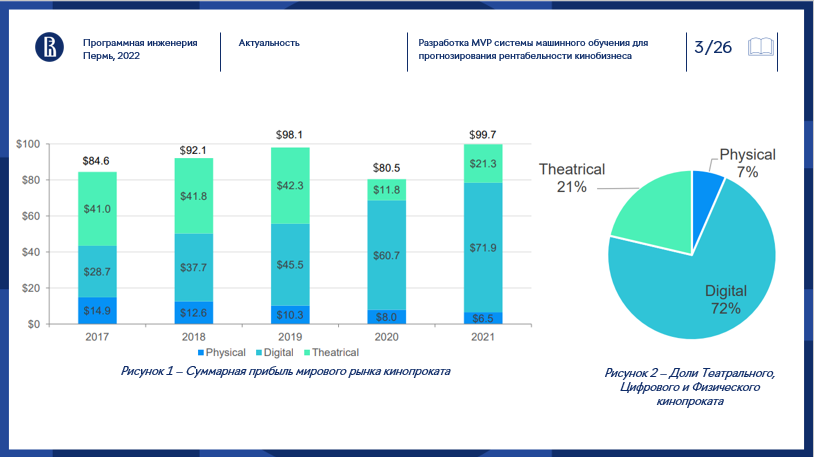 Программная инженерия
Пермь, 2022
Актуальность
Разработка MVP системы машинного обучения для
прогнозирования рентабельности кинобизнеса
3/26
$100
$80
$60
$40
$20
$0
$84.6
$41.0
$28.7
$14.9
$92.1
$41.8
$37.7
$12.6
$98.1
$42.3
$45.5
$10.3
$80.5
$11.8
$60.7
$8.0
$99.7
$21.3
$71.9
$6.5
2017 2018 2019 2020 2021
Physical Digital Theatrical
Рисунок 1 – Суммарная прибыль мирового рынка кинопроката
Theatrical
21%
Physical
7%
Digital
72%
Рисунок 2 – Доли Театрального,
Цифрового и Физического
кинопроката